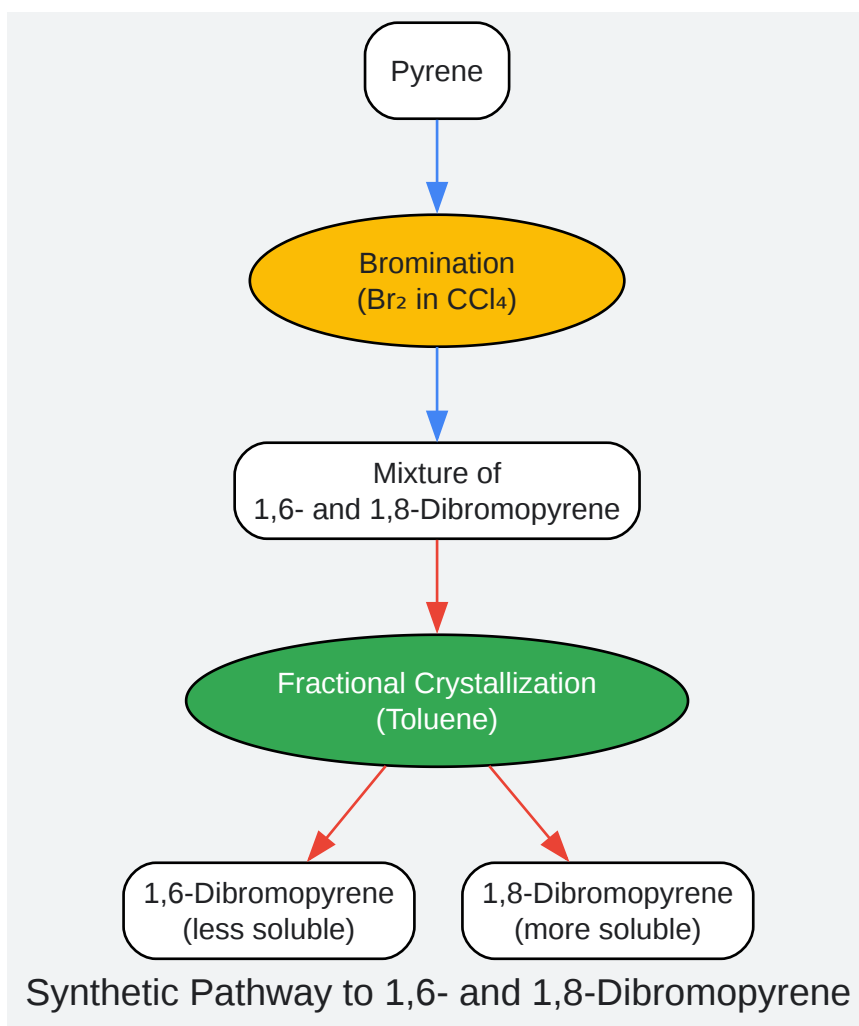 Pyrene
Bromination
(Br₂ in CCl₄)
Mixture of
1,6- and 1,8-Dibromopyrene
Fractional Crystallization
(Toluene)
1,6-Dibromopyrene
(less soluble)
1,8-Dibromopyrene
(more soluble)
Synthetic Pathway to 1,6- and 1,8-Dibromopyrene